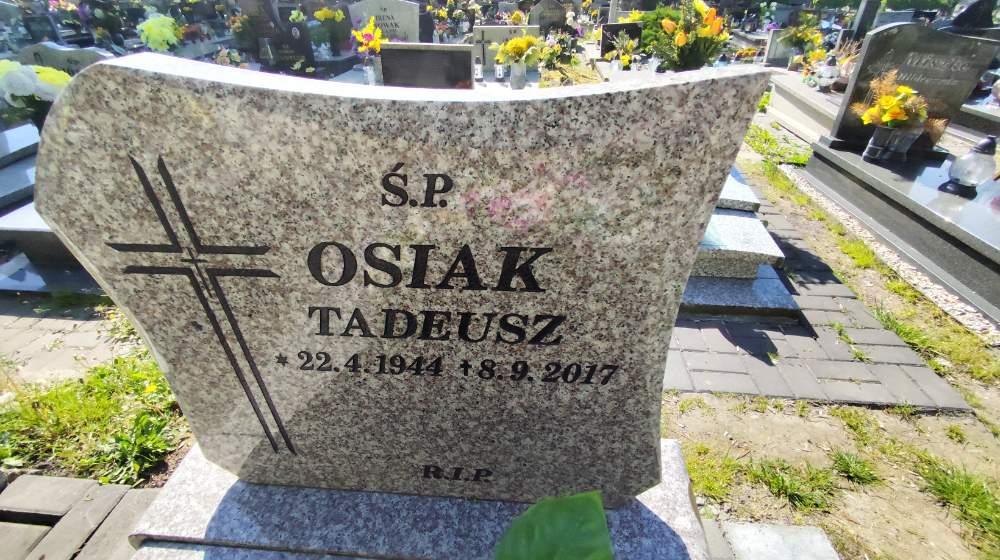 Ś.P.
OSIAK
TADEUSZ
* 22.4.1944 ✝ 8.9.2017
R.I.P.